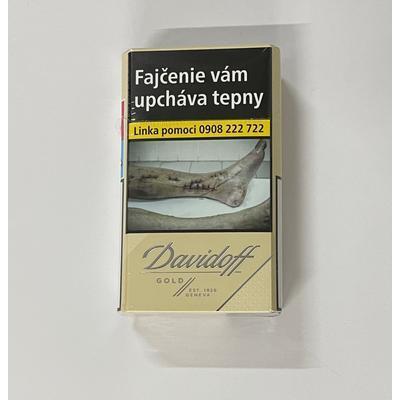 Fajčenie vám
upcháva tepny
Linka pomoci 0908 222 722
Davidoff
GOLD
EST. 1926
GENEVA